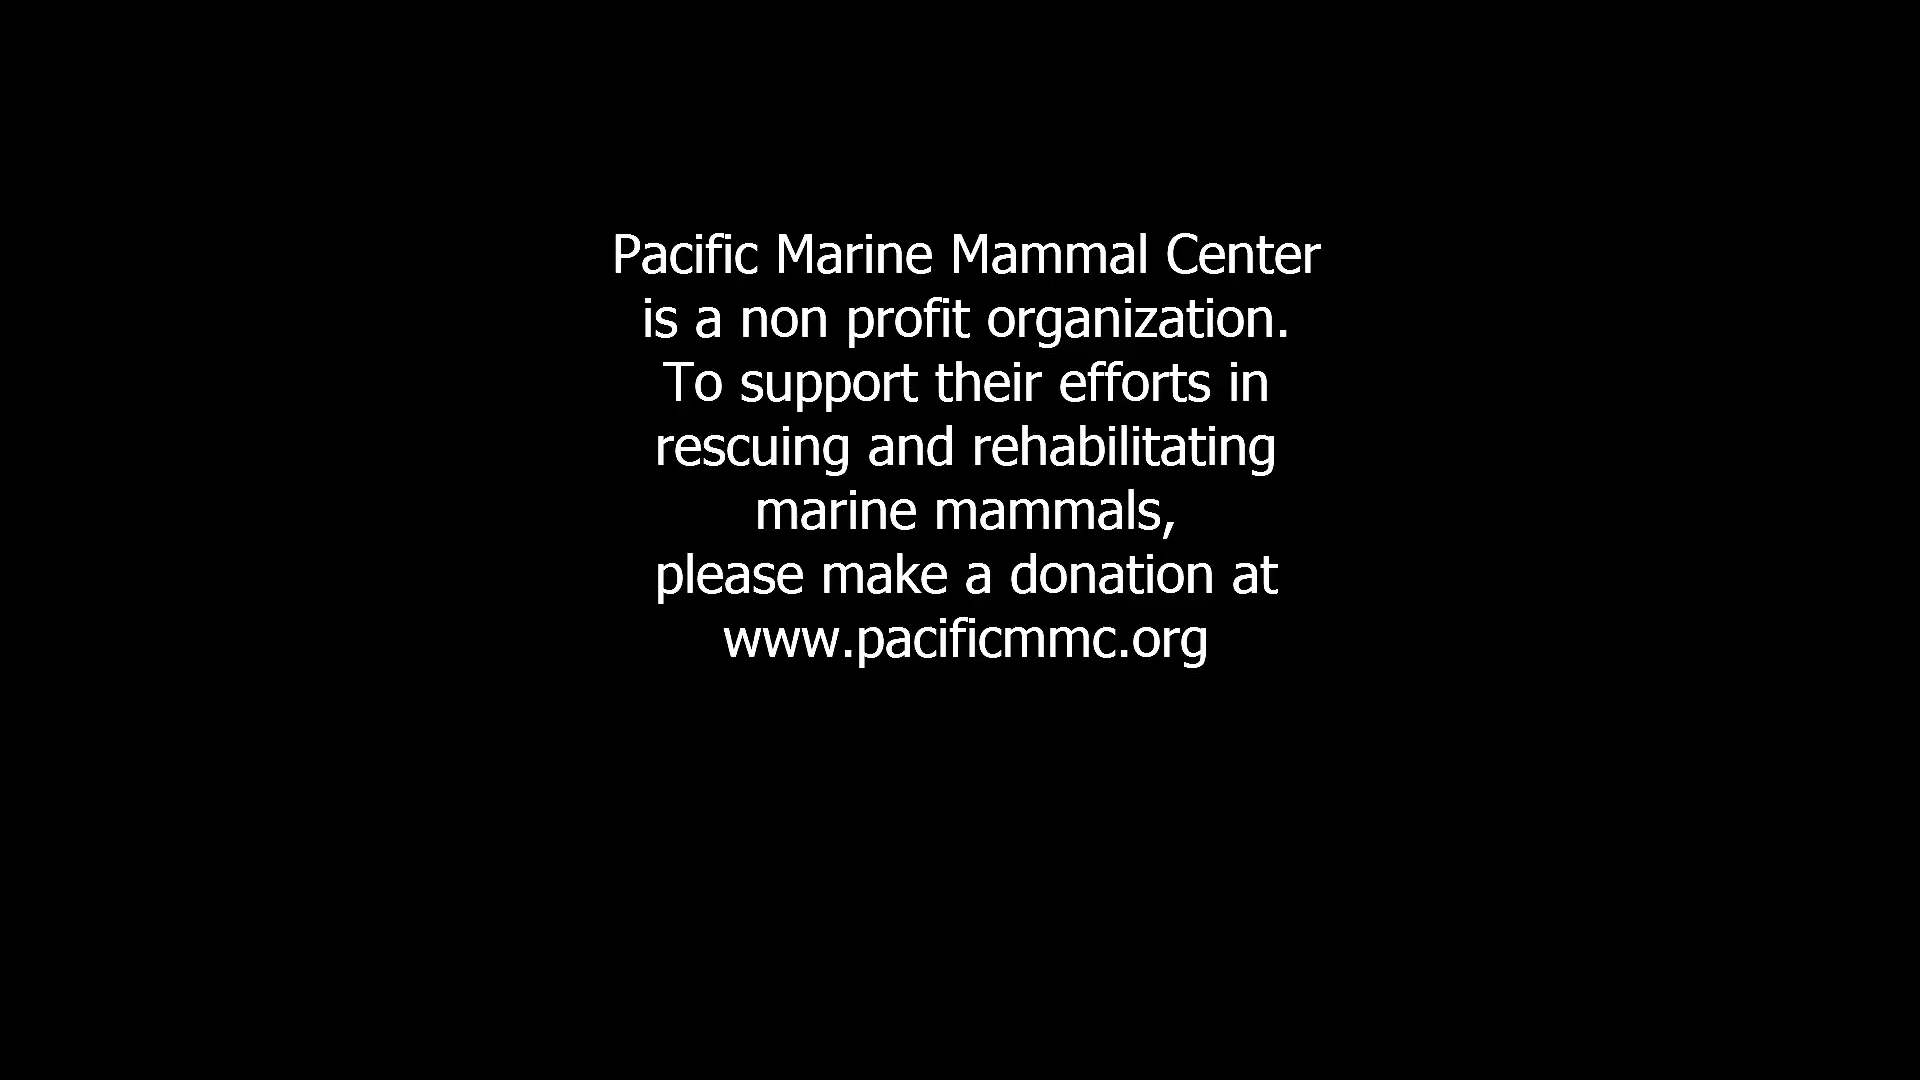 Pacific Marine Mammal Center
is a non profit organization.
To support their efforts in
rescuing and rehabilitating
marine mammals,
please make a donation at
www.pacificmmc.org